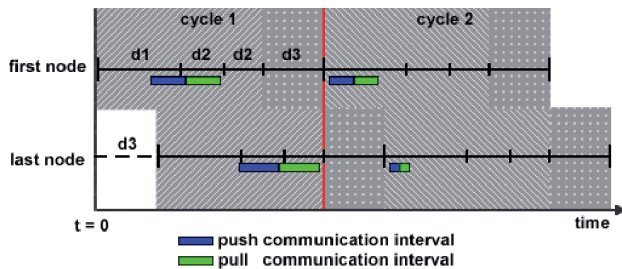 cycle 1 cycle 2
d1 d2 d2 d3
first node
d3
last node
t = 0 time
push communication interval
pull communication interval